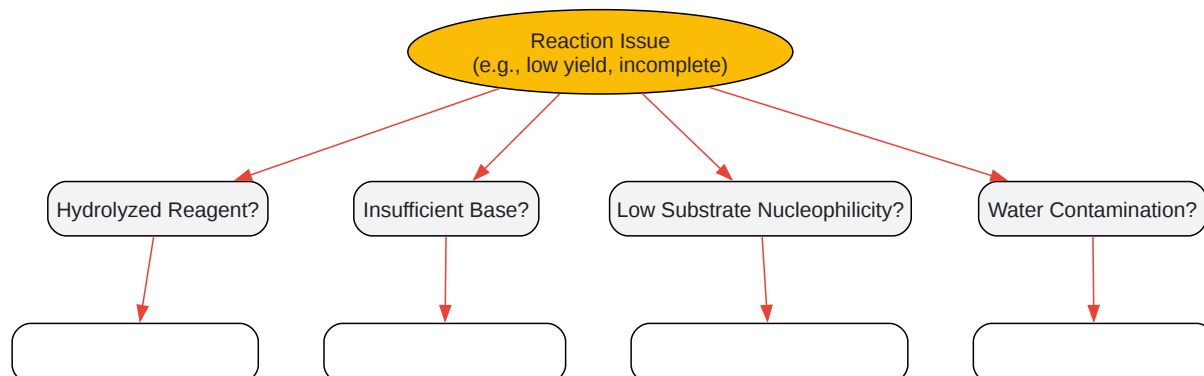 Reaction Issue
(e.g., low yield, incomplete)
Hydrolyzed Reagent?
Insufficient Base?
Low Substrate Nucleophilicity?
Water Contamination?